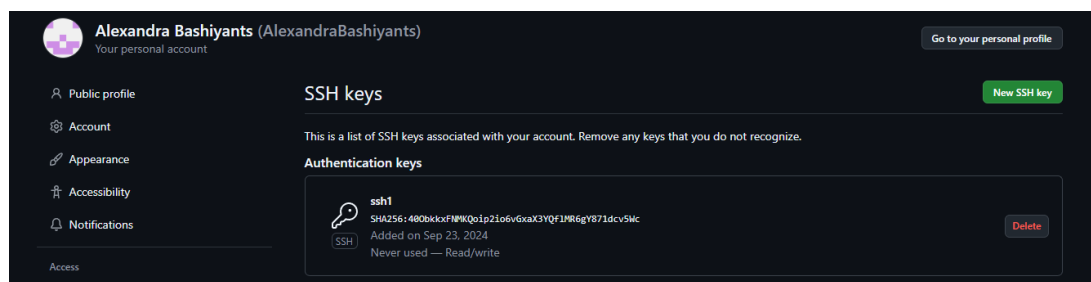 Alexandra Bashiyants (AlexandraBashiyants)
Your personal account
Go to your personal profile
Public profile
Account
Appearance
Accessibility
Notifications
Access
SSH keys
New SSH key
This is a list of SSH keys associated with your account. Remove any keys that you do not recognize.
Authentication keys
ssh1
SHA256:40ObkkxFNMKQoip2io6vGxaX3YQf1MR6gY871dcv5Wc
SSH
Added on Sep 23, 2024
Never used — Read/write
Delete